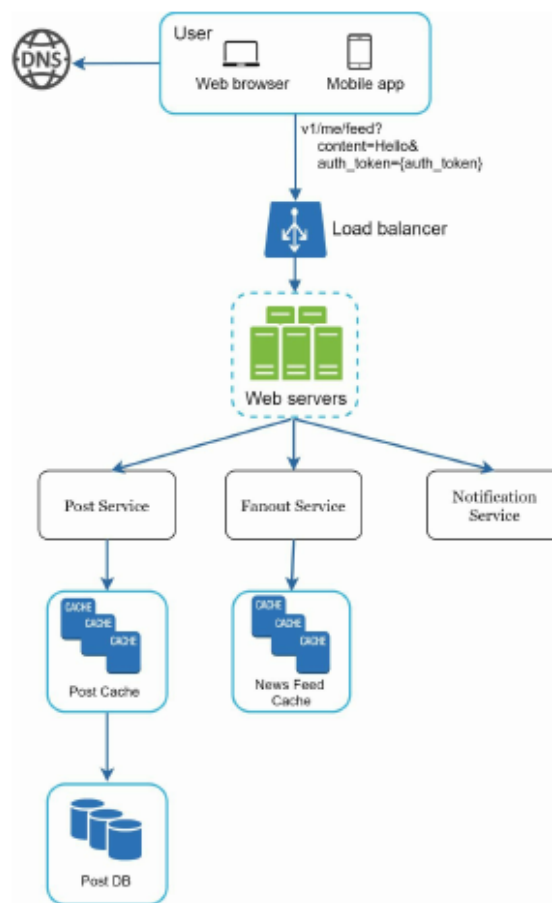 User
DNS
Web browser
Mobile app
v1/me/feed?
content=Hello&
auth_token={auth_token}
Load balancer
Web servers
Post Service
Fanout Service
Notification
Service
CACHE
CACHE
CACHE
Post Cache
CACHE
CACHE
CACHE
News Feed
Cache
Post DB